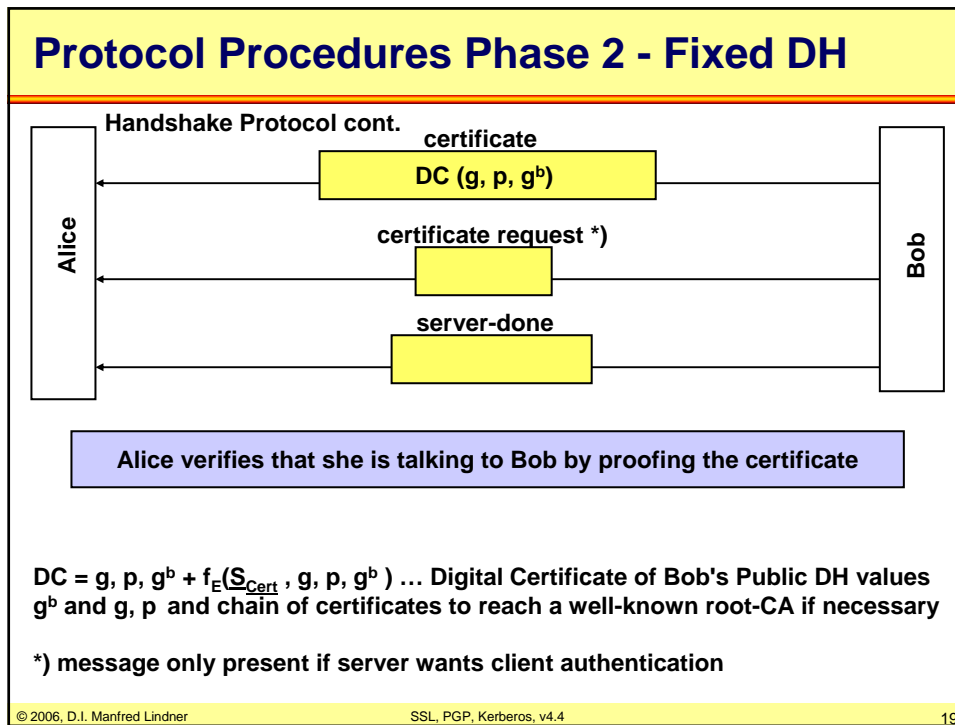 Protocol Procedures Phase 2 - Fixed DH
Handshake Protocol cont.
certificate
DC (g, p, gᵇ)
certificate request *)
server-done
Alice
Bob
Alice verifies that she is talking to Bob by proofing the certificate
DC = g, p, gᵇ + f_E(S_Cert , g, p, gᵇ ) … Digital Certificate of Bob's Public DH values
gᵇ and g, p and chain of certificates to reach a well-known root-CA if necessary
*) message only present if server wants client authentication
© 2006, D.I. Manfred Lindner
SSL, PGP, Kerberos, v4.4
19